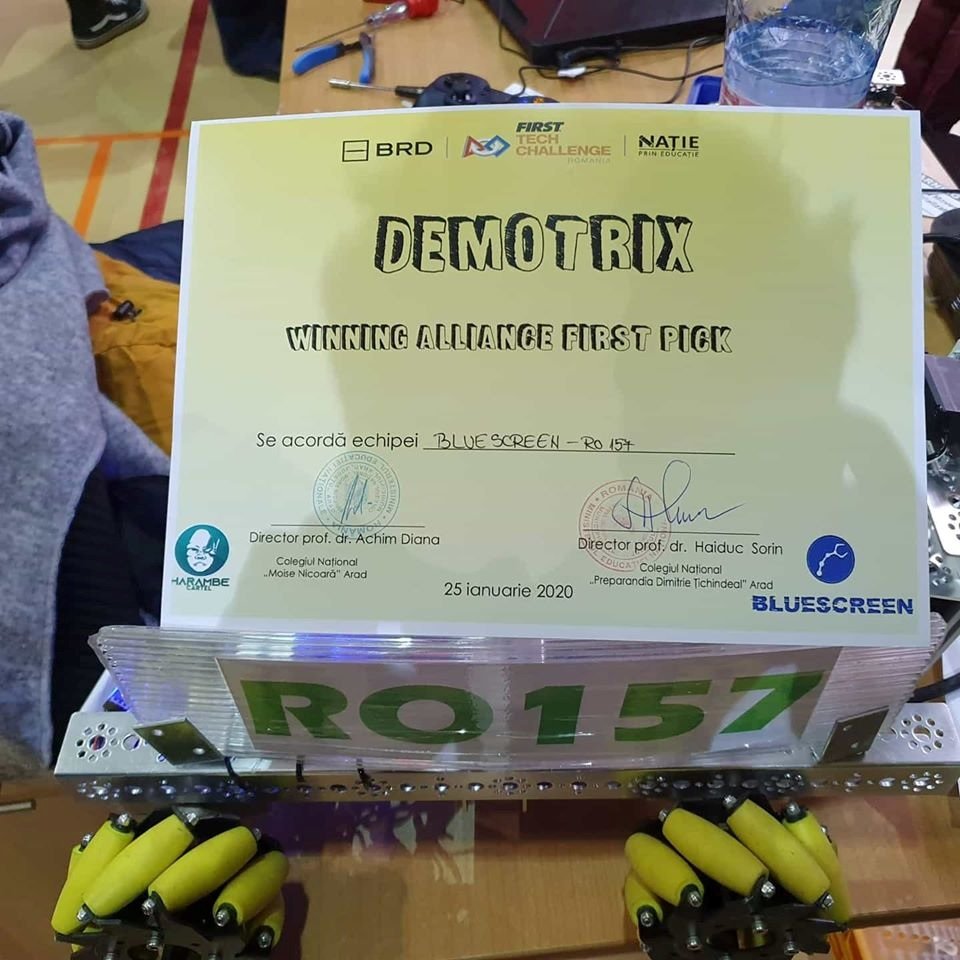 BRD
FIRST
TECH
CHALLENGE
ROMANIA
NAȚIE
PRIN EDUCAȚIE
DEMOTRIX
WINNING ALLIANCE FIRST PICK
Se acordă echipei BLUESCREEN – RO 157
Director prof. dr. Achim Diana
Colegiul Național
„Moise Nicoară” Arad
ROMANIA
Director prof. dr. Haiduc Sorin
Colegiul Național
„Preparandia Dimitrie Țichindeal” Arad
25 ianuarie 2020
HARAMBE
CARTEL
BLUESCREEN
RO157